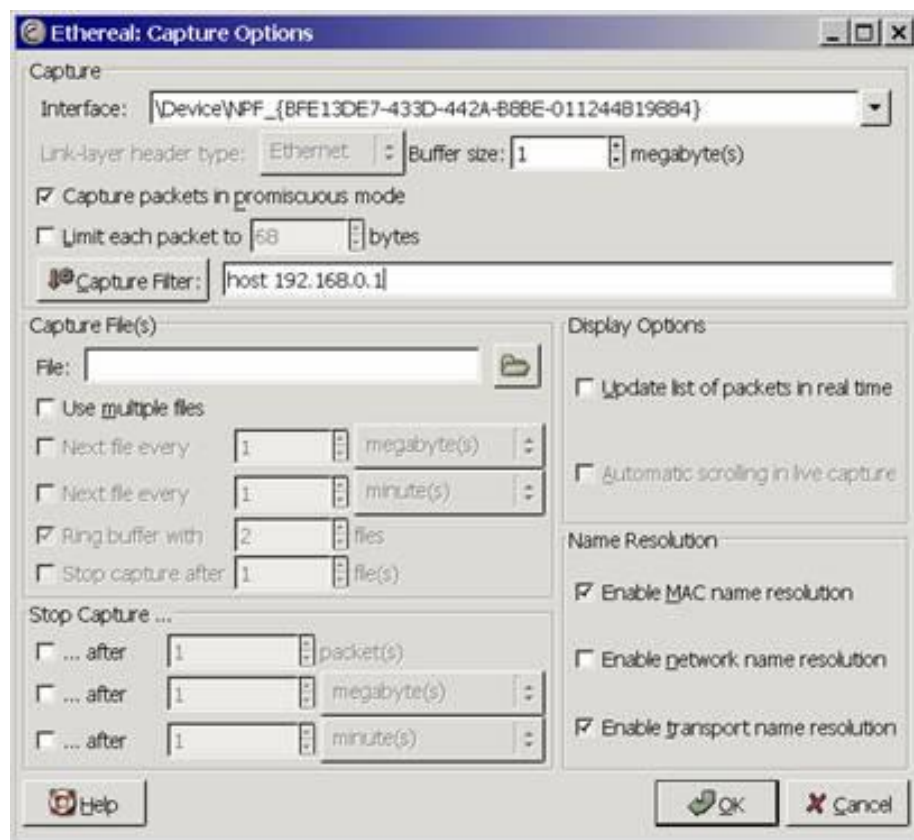 Ethereal: Capture Options
Capture
Interface: \Device\NPF_{BFE13DE7-433D-442A-B8BE-011244819884}
Link-layer header type: Ethernet Buffer size: 1 megabyte(s)
Capture packets in promiscuous mode
Limit each packet to 68 bytes
Capture Filter: host 192.168.0.1
Capture File(s)
File:
Use multiple files
Next file every 1 megabyte(s)
Next file every 1 minute(s)
Ring buffer with 2 files
Stop capture after 1 file(s)
Stop Capture ...
... after 1 packet(s)
... after 1 megabyte(s)
... after 1 minute(s)
Display Options
Update list of packets in real time
Automatic scrolling in live capture
Name Resolution
Enable MAC name resolution
Enable network name resolution
Enable transport name resolution
Help OK Cancel